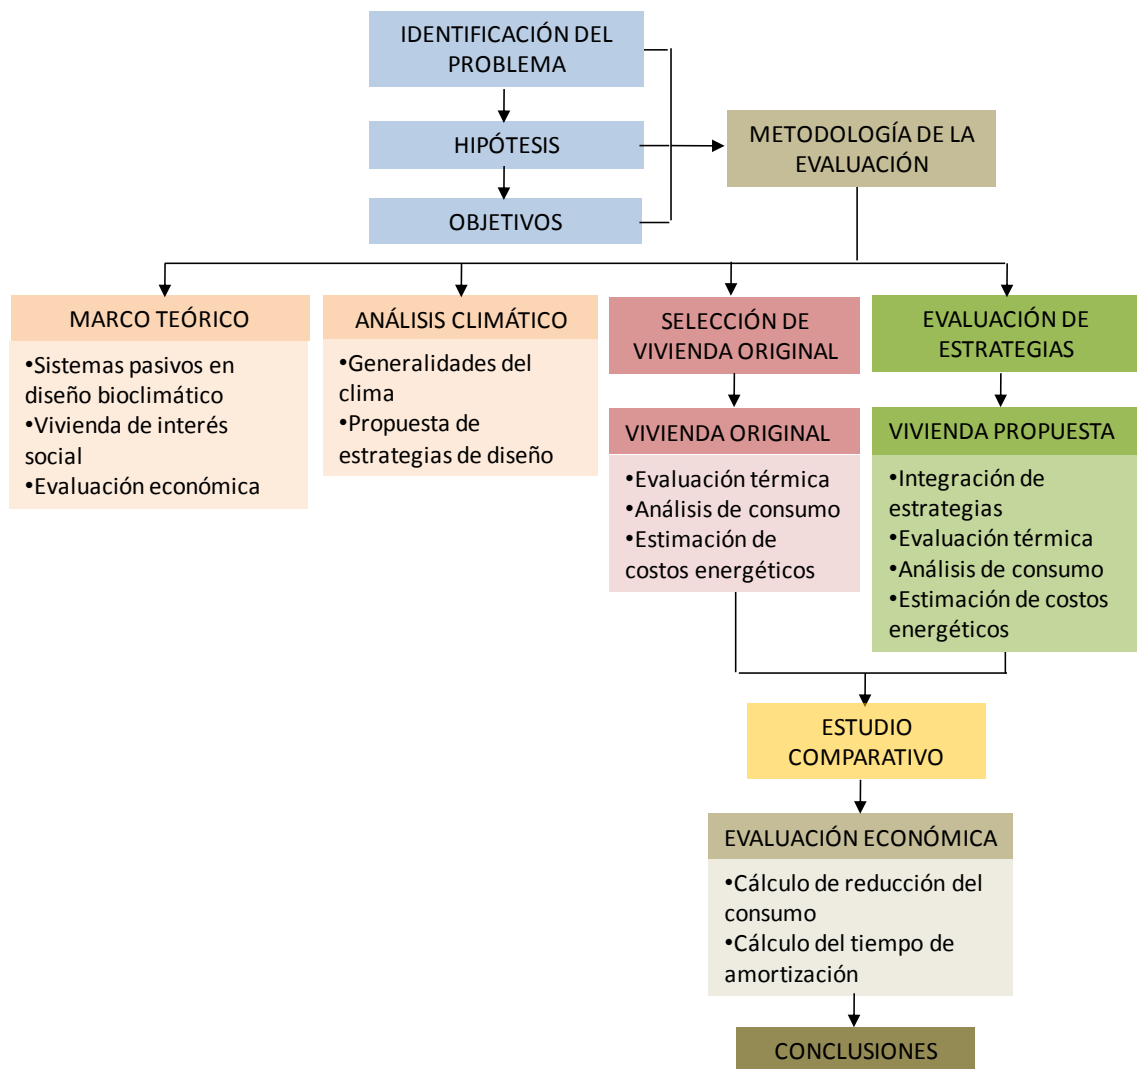 IDENTIFICACIÓN DEL
PROBLEMA
HIPÓTESIS
OBJETIVOS
METODOLOGÍA DE LA
EVALUACIÓN
MARCO TEÓRICO
•Sistemas pasivos en
diseño bioclimático
•Vivienda de interés
social
•Evaluación económica
ANÁLISIS CLIMÁTICO
•Generalidades del
clima
•Propuesta de
estrategias de diseño
SELECCIÓN DE
VIVIENDA ORIGINAL
VIVIENDA ORIGINAL
•Evaluación térmica
•Análisis de consumo
•Estimación de
costos energéticos
EVALUACIÓN DE
ESTRATEGIAS
VIVIENDA PROPUESTA
•Integración de
estrategias
•Evaluación térmica
•Análisis de consumo
•Estimación de costos
energéticos
ESTUDIO
COMPARATIVO
EVALUACIÓN ECONÓMICA
•Cálculo de reducción del
consumo
•Cálculo del tiempo de
amortización
CONCLUSIONES